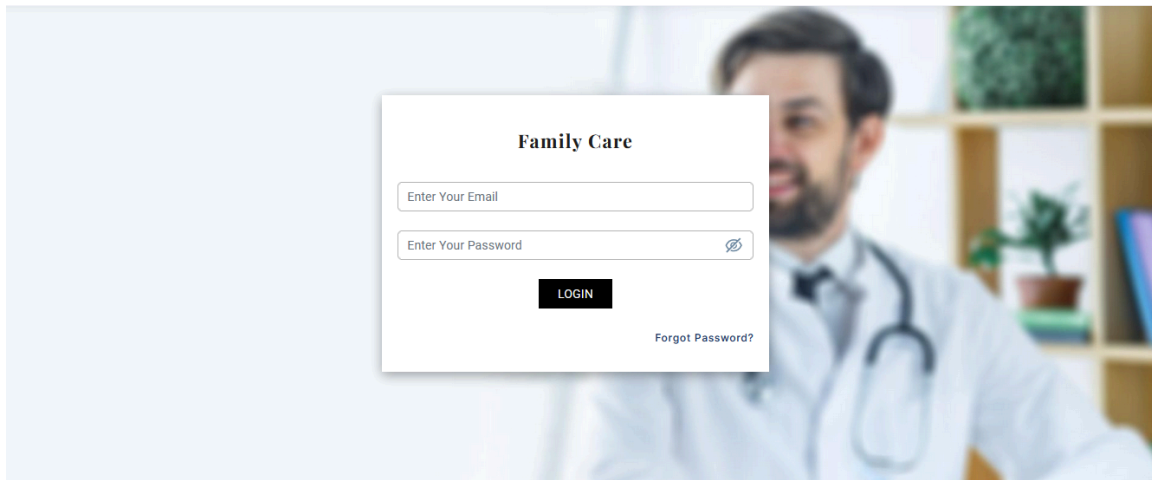 Family Care
Enter Your Email
Enter Your Password
LOGIN
Forgot Password?